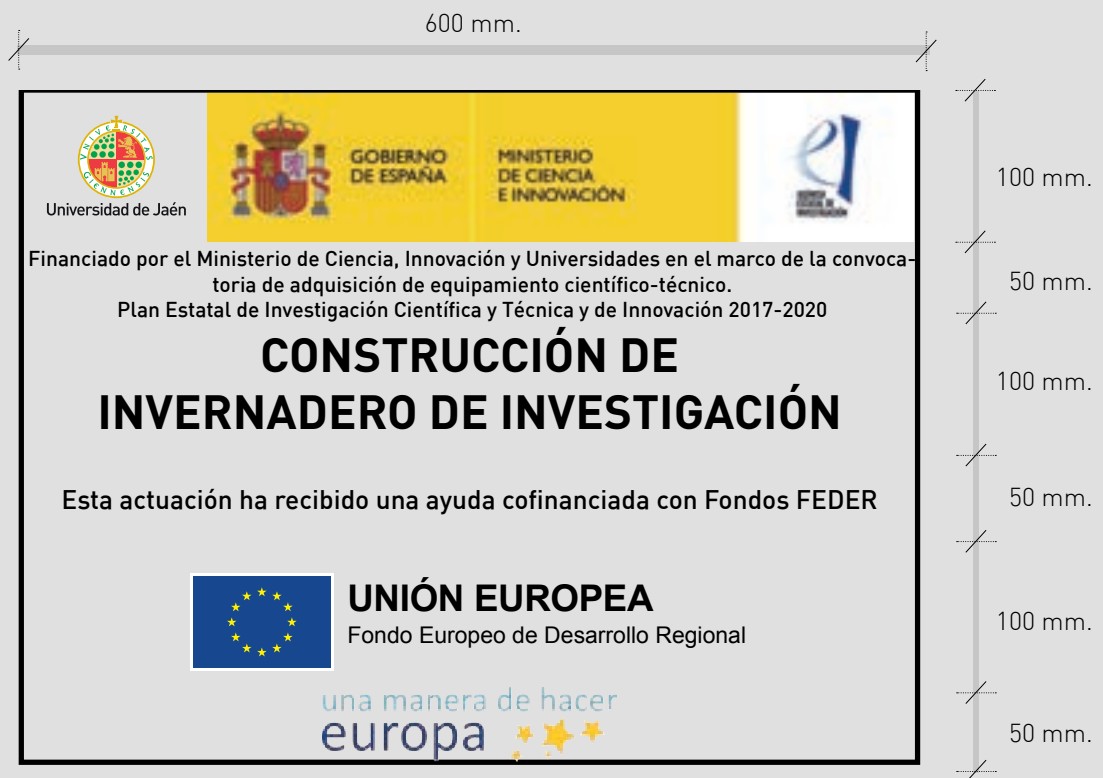 600 mm.
UNIVERSITAS GIENNENSIS
Universidad de Jaén
GOBIERNO
DE ESPAÑA
MINISTERIO
DE CIENCIA
E INNOVACIÓN
100 mm.
Financiado por el Ministerio de Ciencia, Innovación y Universidades en el marco de la convoca-
toria de adquisición de equipamiento científico-técnico.
Plan Estatal de Investigación Científica y Técnica y de Innovación 2017-2020
50 mm.
CONSTRUCCIÓN DE
INVERNADERO DE INVESTIGACIÓN
100 mm.
Esta actuación ha recibido una ayuda cofinanciada con Fondos FEDER
50 mm.
UNIÓN EUROPEA
Fondo Europeo de Desarrollo Regional
100 mm.
una manera de hacer
europa
50 mm.